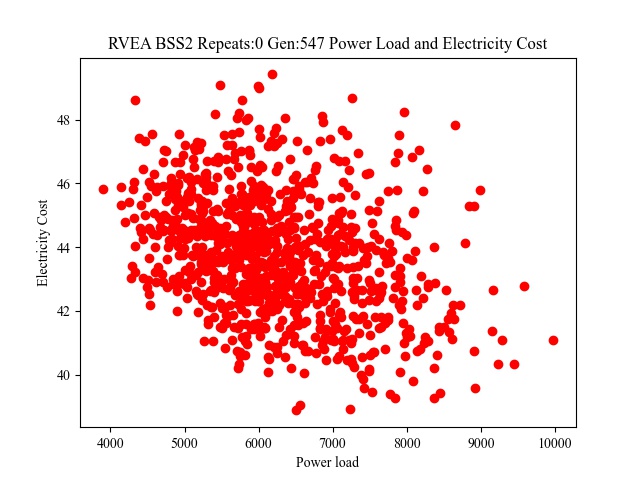 RVEA BSS2 Repeats:0 Gen:547 Power Load and Electricity Cost
48
46
44
42
40
Electricity Cost
4000 5000 6000 7000 8000 9000 10000
Power load